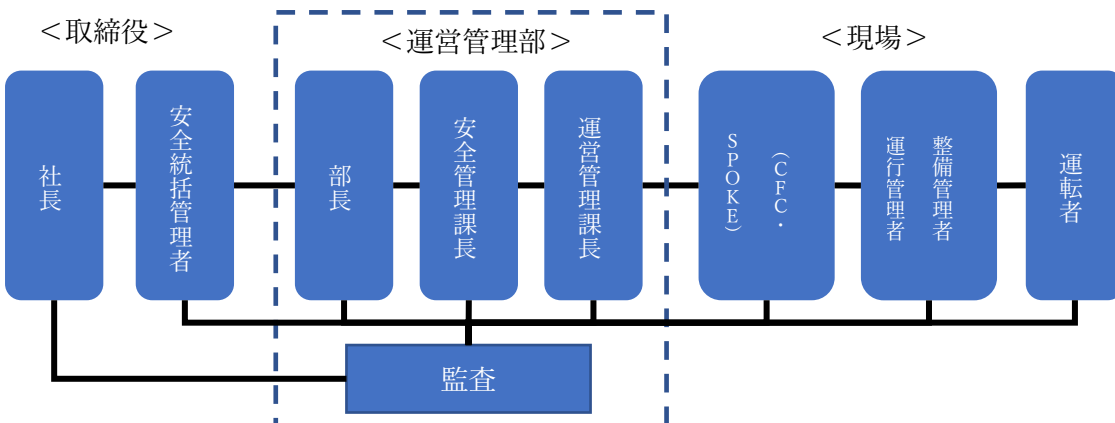 <取締役>
<運営管理部>
<現場>
社長
安全統括管理者
部長
安全管理課長
運営管理課長
(CFC・
SPOKE)
整備管理者
運行管理者
運転者
監査